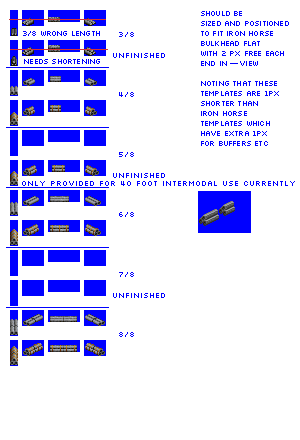 SHOULD BE
SIZED AND POSITIONED
TO FIT IRON HORSE
BULKHEAD FLAT
WITH 2 PX FREE EACH
END IN -- VIEW
NOTING THAT THESE
TEMPLATES ARE 1PX
SHORTER THAN
IRON HORSE
TEMPLATES WHICH
HAVE EXTRA 1PX
FOR BUFFERS ETC
3/8 WRONG LENGTH
3/8
UNFINISHED
NEEDS SHORTENING
4/8
5/8
UNFINISHED
ONLY PROVIDED FOR 40 FOOT INTERMODAL USE CURRENTLY
6/8
7/8
UNFINISHED
8/8